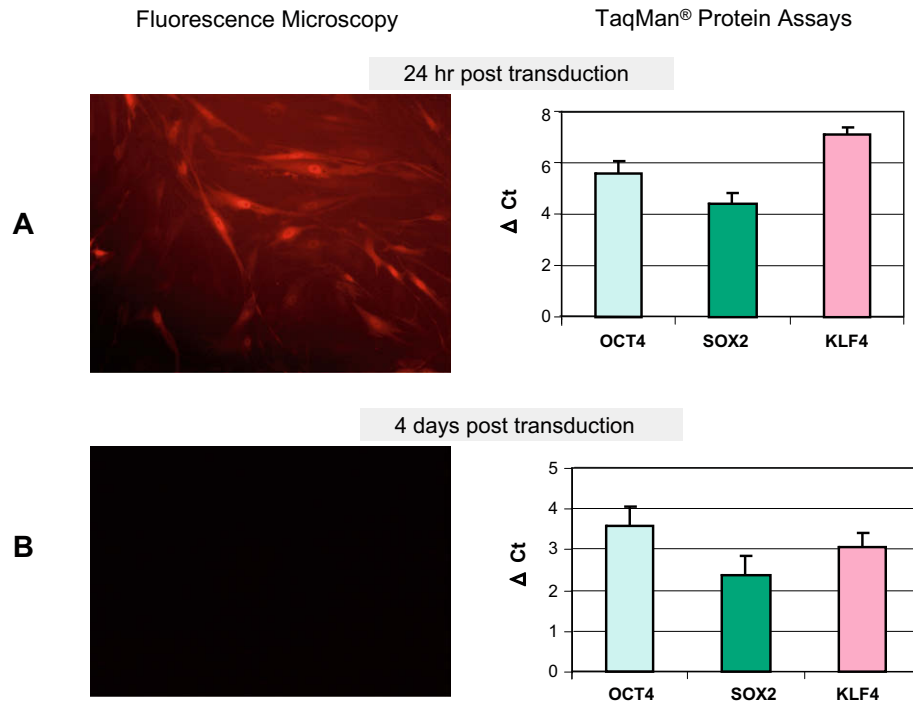 Fluorescence Microscopy
TaqMan® Protein Assays
24 hr post transduction
A
8
6
4
2
0
Δ Ct
OCT4 SOX2 KLF4
4 days post transduction
B
5
4
3
2
1
0
Δ Ct
OCT4 SOX2 KLF4